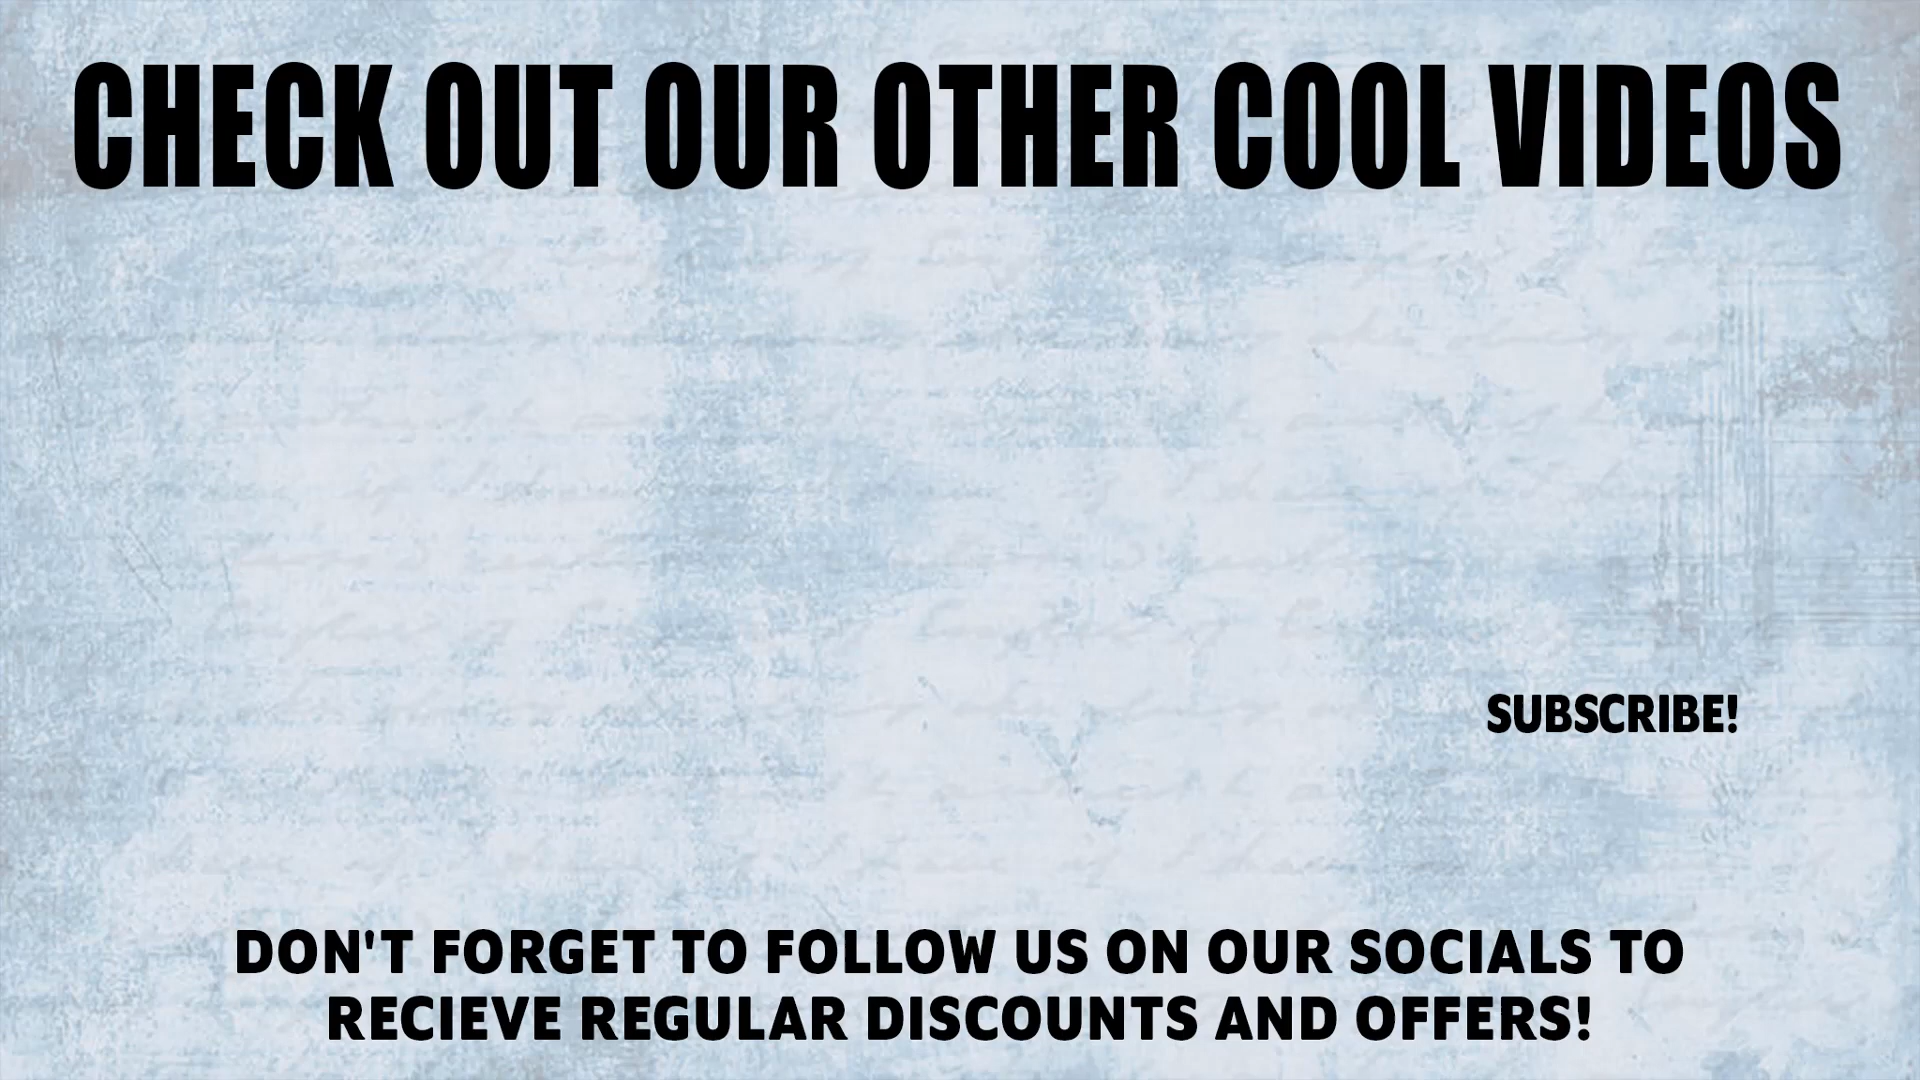 CHECK OUT OUR OTHER COOL VIDEOS
SUBSCRIBE!
DON'T FORGET TO FOLLOW US ON OUR SOCIALS TO
RECIEVE REGULAR DISCOUNTS AND OFFERS!